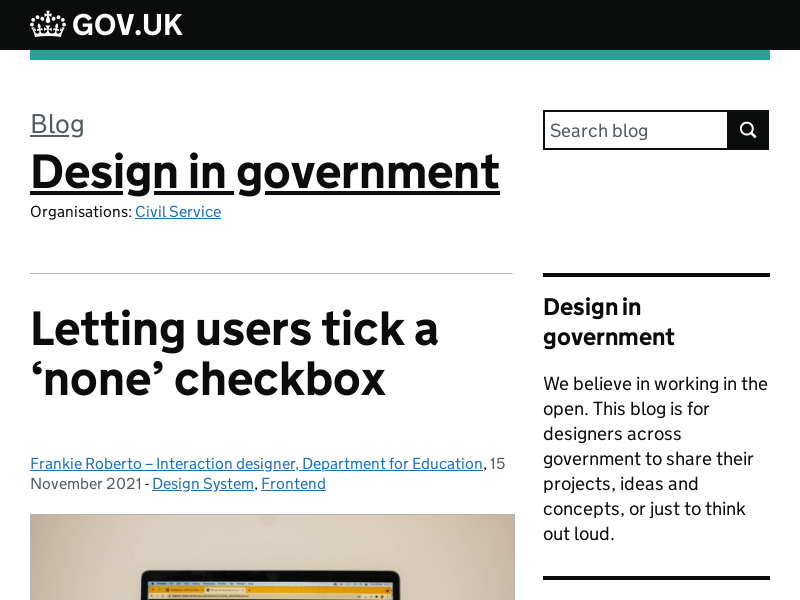 GOV.UK
Blog
Design in government
Organisations: Civil Service
Search blog
Letting users tick a
‘none’ checkbox
Frankie Roberto – Interaction designer, Department for Education, 15
November 2021 - Design System, Frontend
Design in
government
We believe in working in the
open. This blog is for
designers across
government to share their
projects, ideas and
concepts, or just to think
out loud.